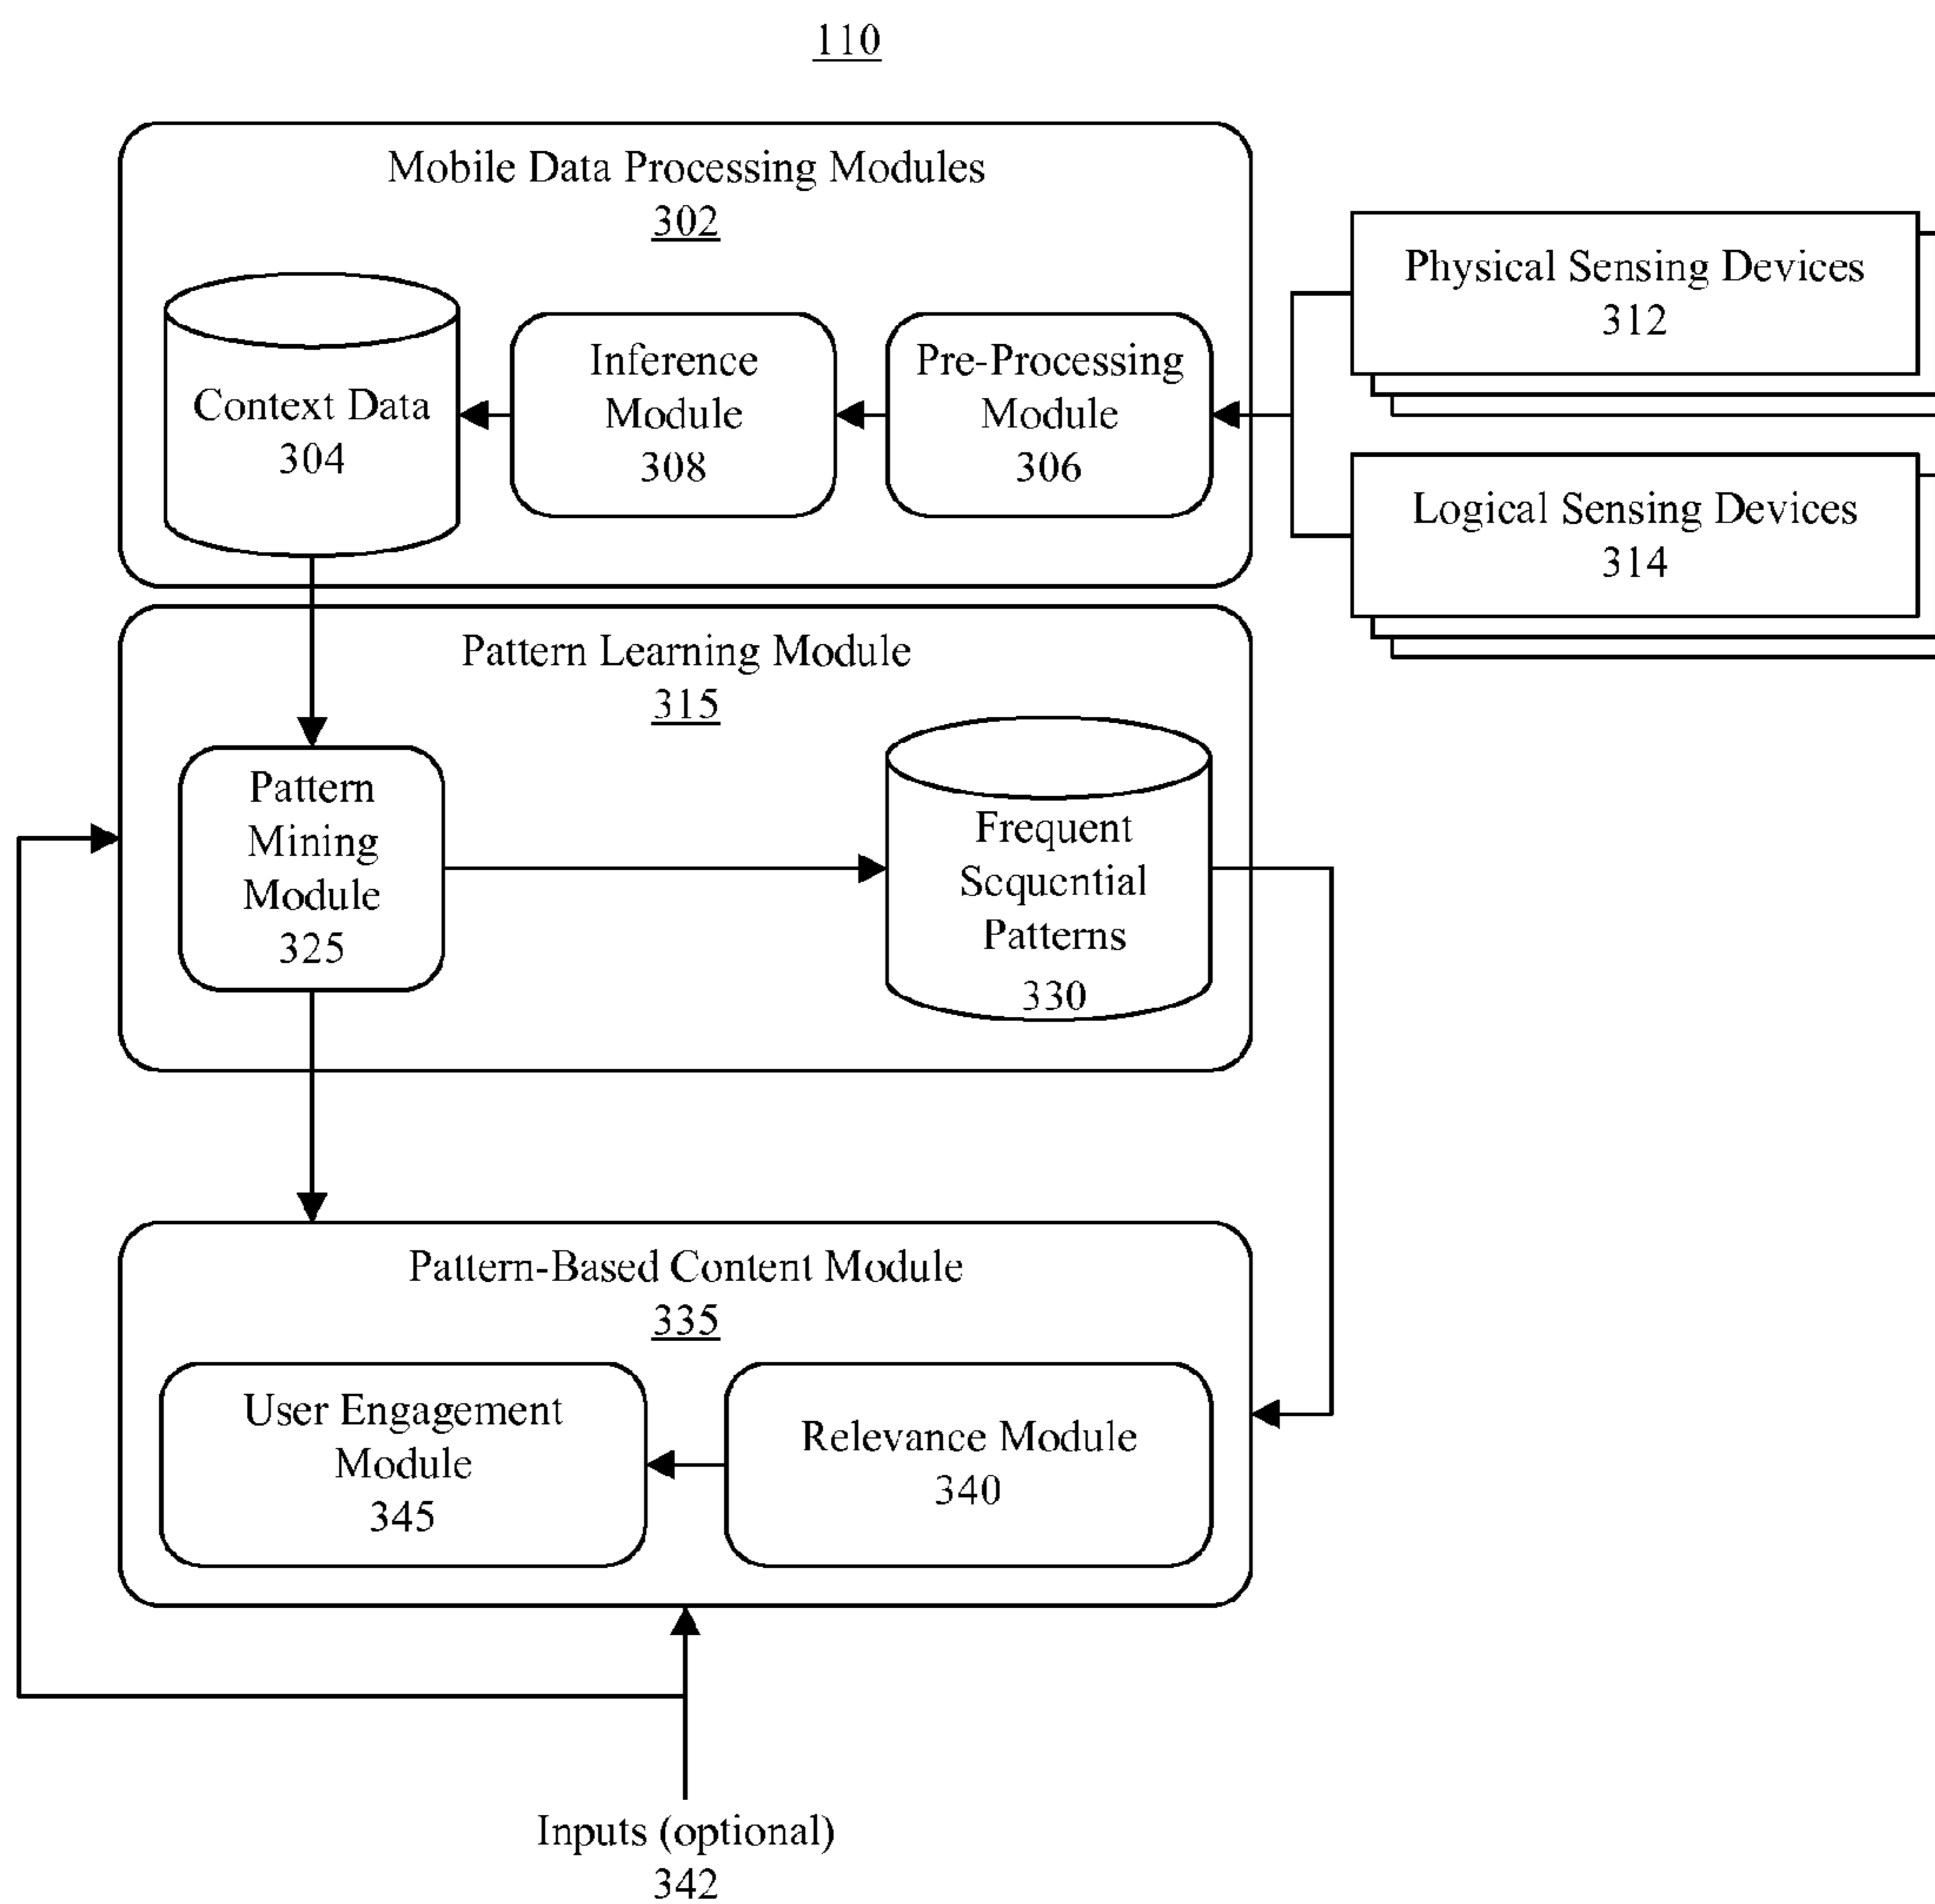 110
Mobile Data Processing Modules
302
Physical Sensing Devices
312
Context Data
304
Inference
Module
308
Pre-Processing
Module
306
Logical Sensing Devices
314
Pattern Learning Module
315
Pattern
Mining
Module
325
Frequent
Sequential
Patterns
330
Pattern-Based Content Module
335
User Engagement
Module
345
Relevance Module
340
Inputs (optional)
342